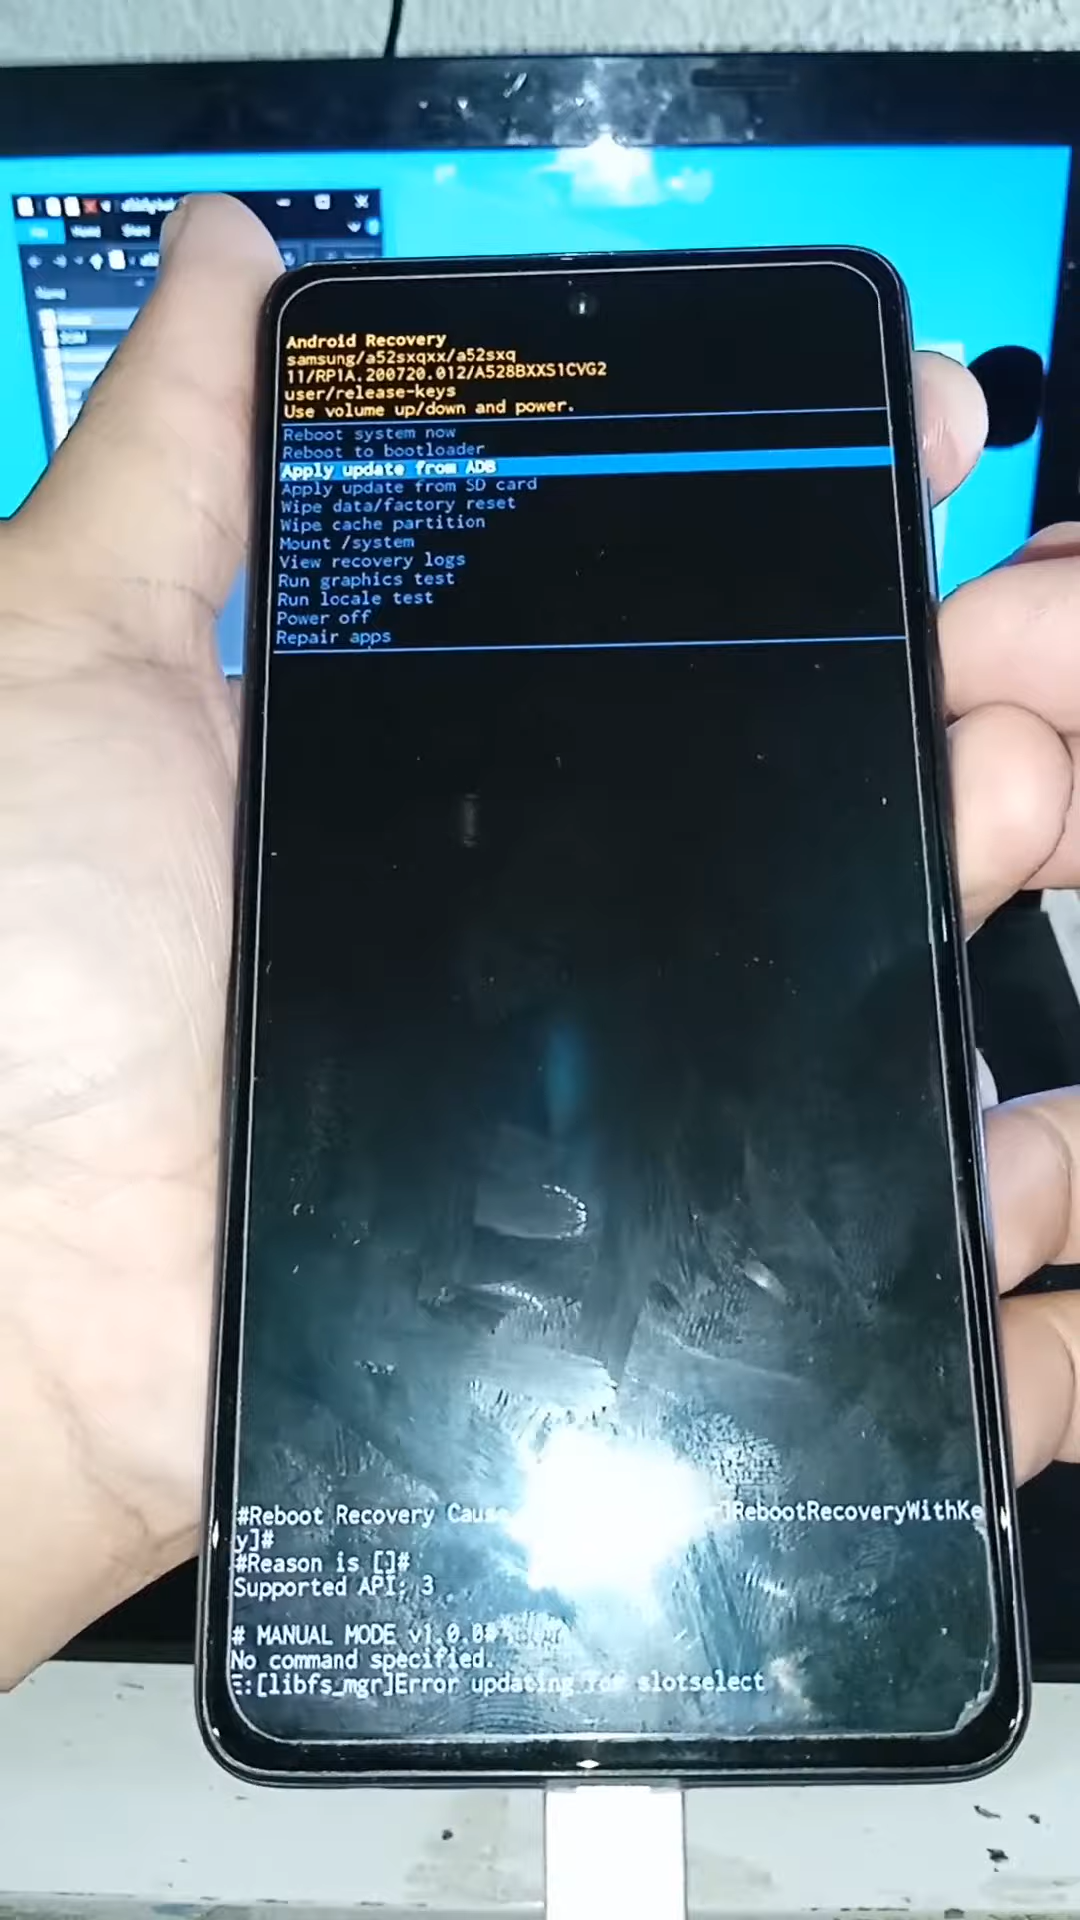 Android Recovery
samsung/a52sxqxx/a52sxq
11/RP1A.200720.012/A528BXXS1CVG2
user/release-keys
Use volume up/down and power.
Reboot system now
Reboot to bootloader
Apply update from ADB
Apply update from SD card
Wipe data/factory reset
Wipe cache partition
Mount /system
View recovery logs
Run graphics test
Run locale test
Power off
Repair apps
#Reboot Recovery Cause RebootRecoveryWithKe
y]#
#Reason is []#
Supported API: 3
# MANUAL MODE v1.0.0#
No command specified.
E:[libfs_mgr]Error updating for slotselect